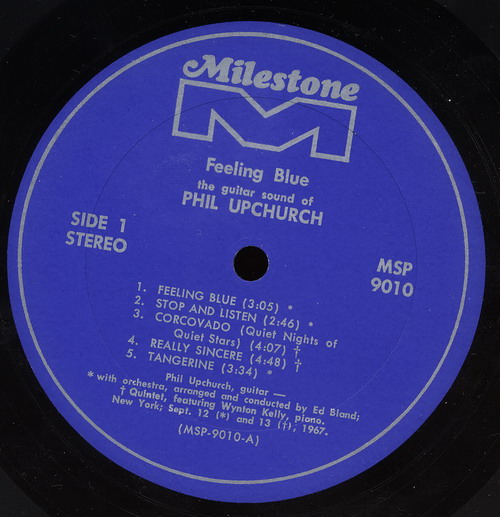 Milestone
M
Feeling Blue
the guitar sound of
PHIL UPCHURCH
SIDE 1
STEREO
MSP
9010
1. FEELING BLUE (3:05) *
2. STOP AND LISTEN (2:46) *
3. CORCOVADO (Quiet Nights of
Quiet Stars) (4:07) †
4. REALLY SINCERE (4:48) †
5. TANGERINE (3:34) *
Phil Upchurch, guitar —
* with orchestra, arranged and conducted by Ed Bland;
† Quintet, featuring Wynton Kelly, piano.
New York; Sept. 12 (*) and 13 (†), 1967.
(MSP-9010-A)